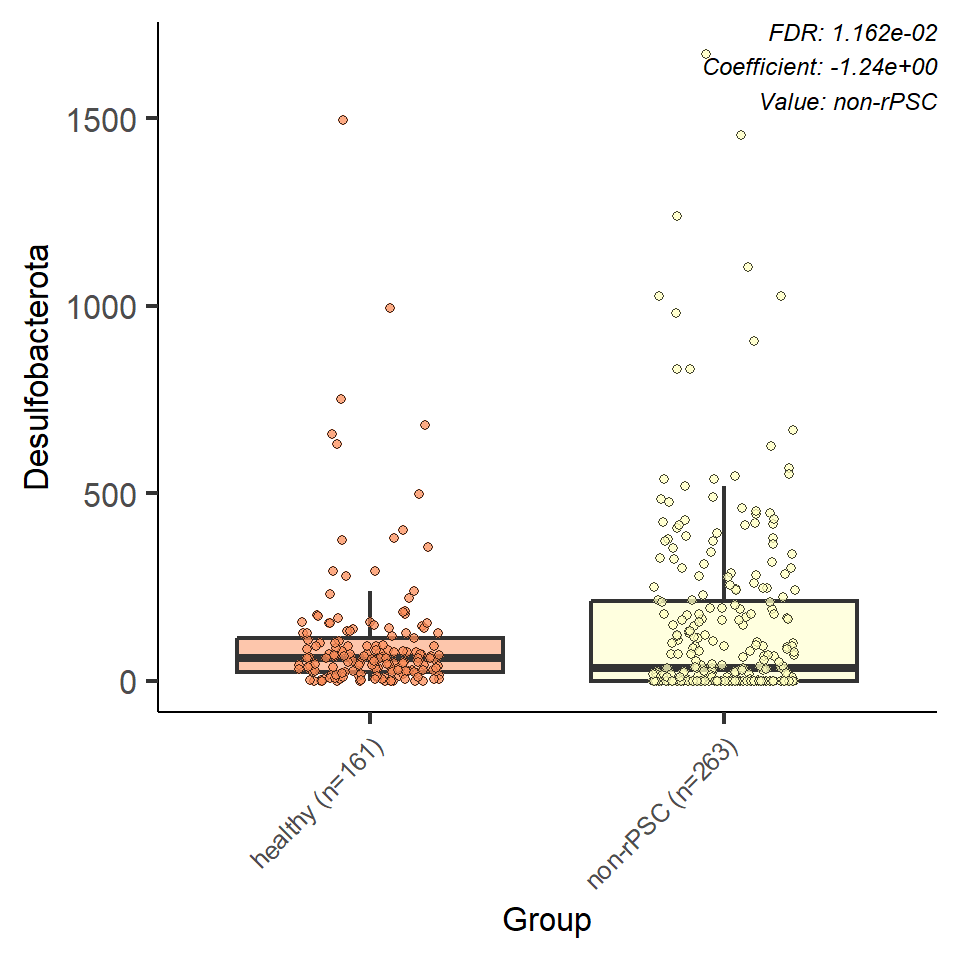 FDR: 1.162e-02
Coefficient: -1.24e+00
Value: non-rPSC
Desulfobacterota
1500
1000
500
0
healthy (n=161)
non-rPSC (n=263)
Group